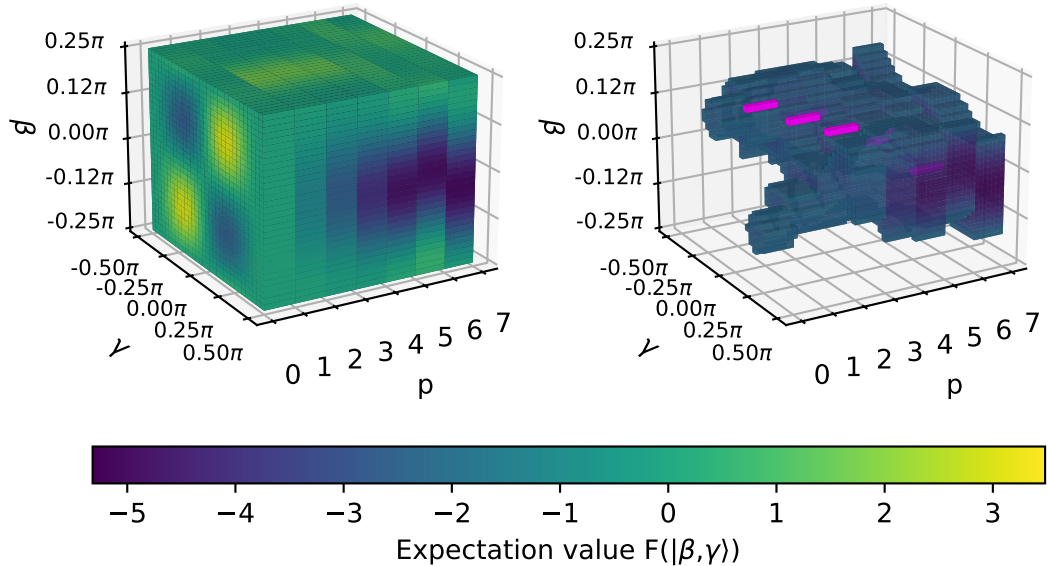 0.25π
0.12π
0.00π
-0.12π
-0.25π
β
-0.50π
-0.25π
0.00π
0.25π
0.50π
γ
0 1 2 3 4 5 6 7
p
0.25π
0.12π
0.00π
-0.12π
-0.25π
β
-0.50π
-0.25π
0.00π
0.25π
0.50π
γ
0 1 2 3 4 5 6 7
p
−5 −4 −3 −2 −1 0 1 2 3
Expectation value F(|β,γ⟩)